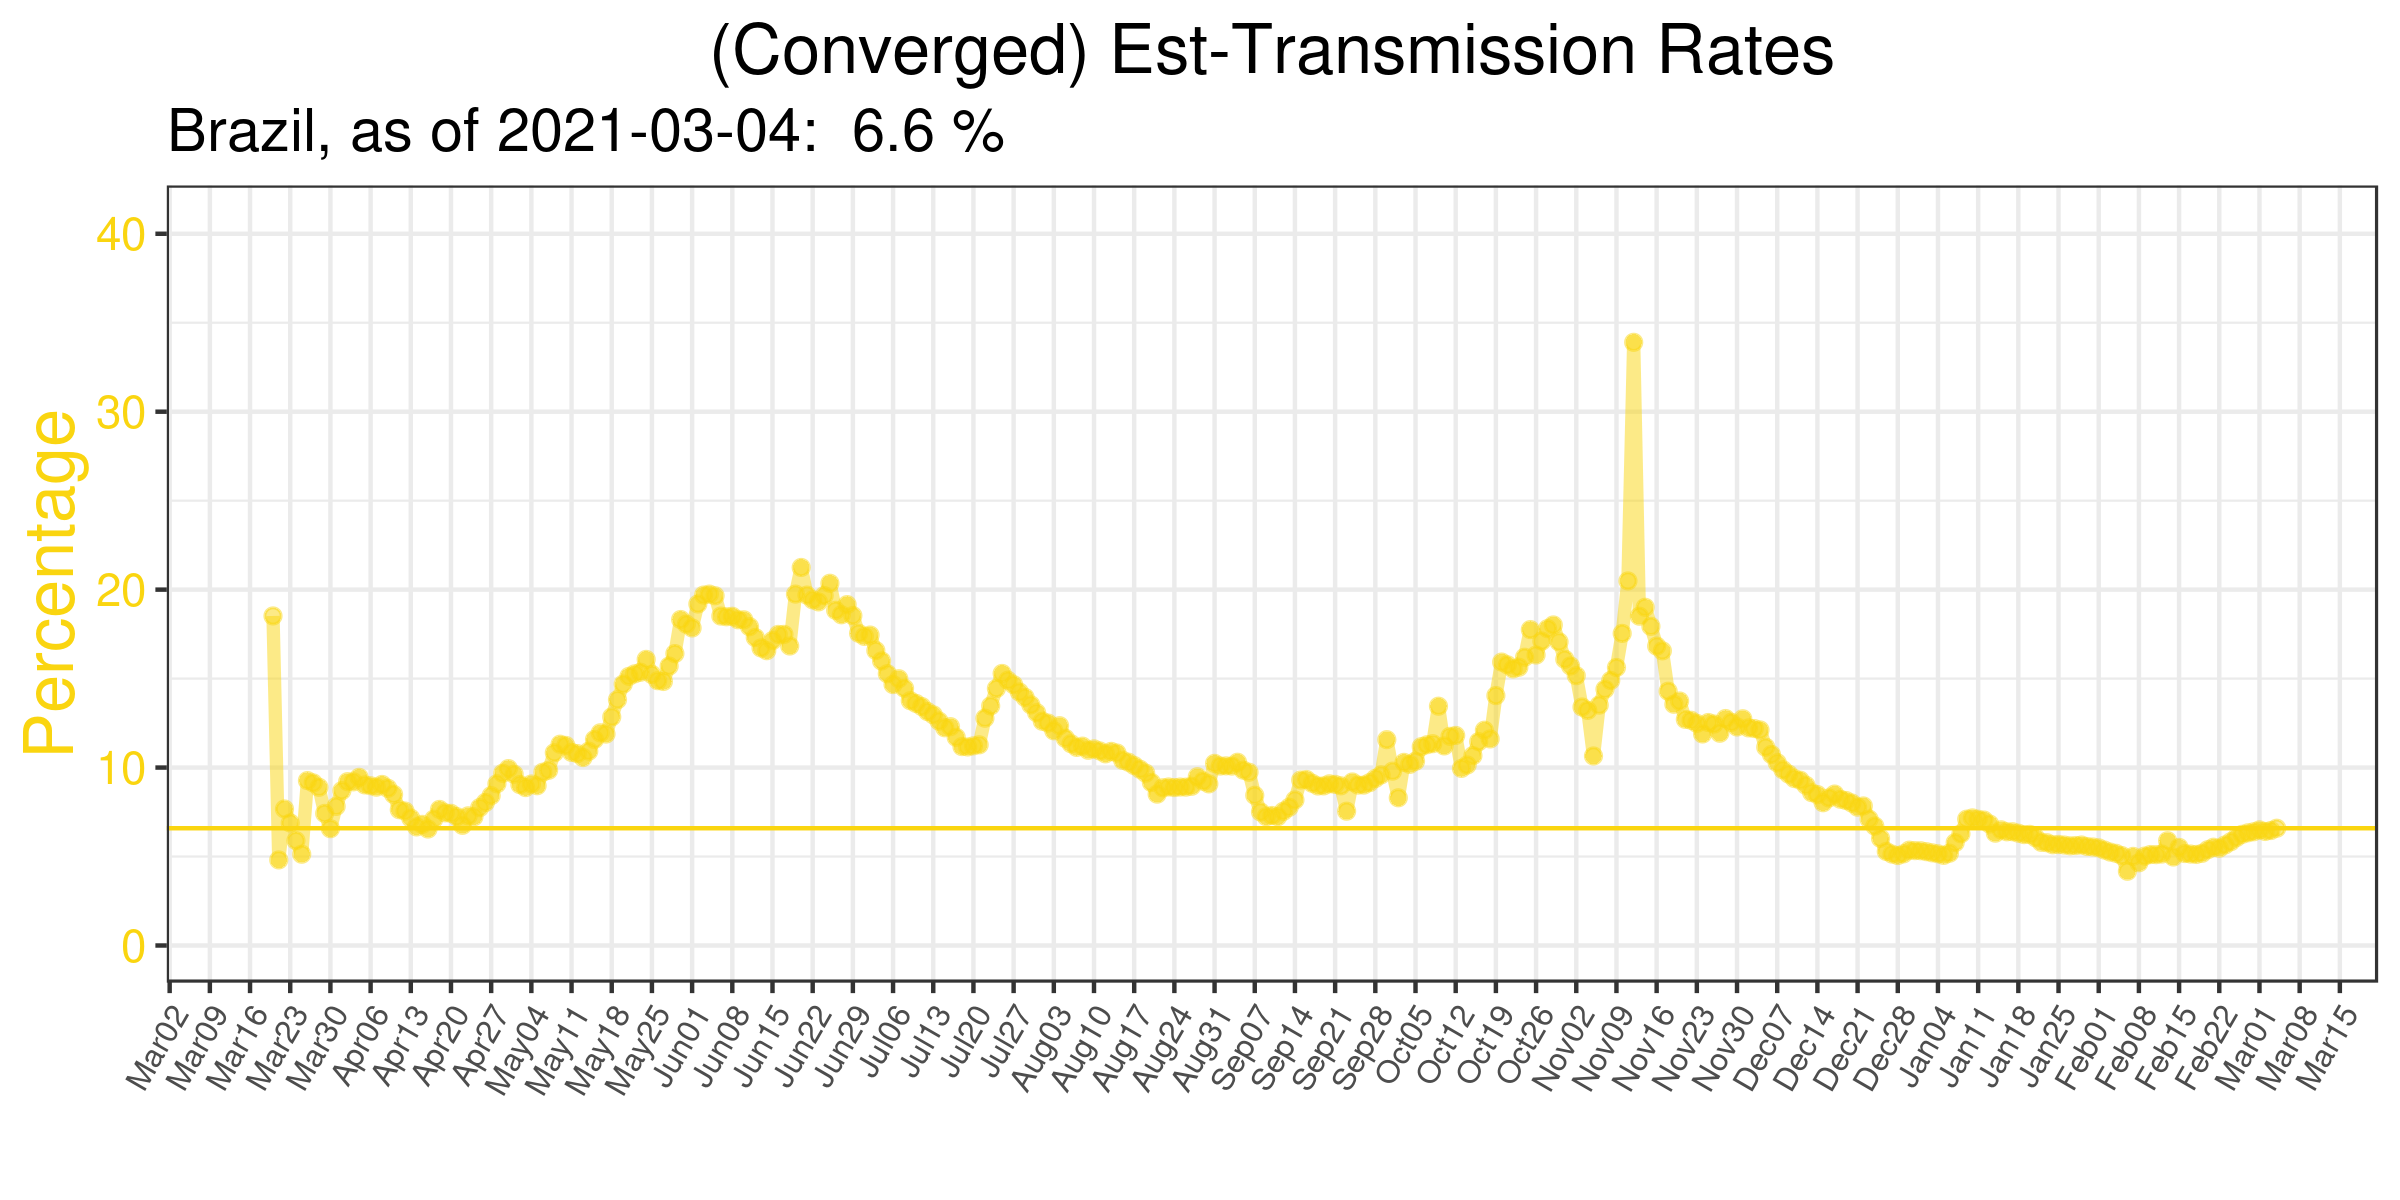 (Converged) Est-Transmission Rates
Brazil, as of 2021-03-04:  6.6 %
Percentage
40
30
20
10
0
Mar02
Mar09
Mar16
Mar23
Mar30
Apr06
Apr13
Apr20
Apr27
May04
May11
May18
May25
Jun01
Jun08
Jun15
Jun22
Jun29
Jul06
Jul13
Jul20
Jul27
Aug03
Aug10
Aug17
Aug24
Aug31
Sep07
Sep14
Sep21
Sep28
Oct05
Oct12
Oct19
Oct26
Nov02
Nov09
Nov16
Nov23
Nov30
Dec07
Dec14
Dec21
Dec28
Jan04
Jan11
Jan18
Jan25
Feb01
Feb08
Feb15
Feb22
Mar01
Mar08
Mar15